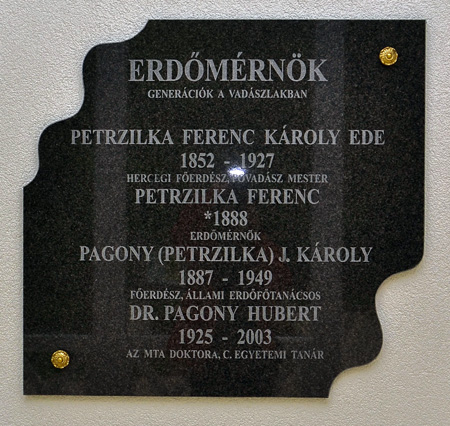 ERDŐMÉRNÖK
GENERÁCIÓK A VADÁSZLAKBAN
PETRZILKA FERENC KÁROLY EDE
1852 - 1927
HERCEGI FŐERDÉSZ, FŐVADÁSZ MESTER
PETRZILKA FERENC
*1888
ERDŐMÉRNÖK
PAGONY (PETRZILKA) J. KÁROLY
1887 - 1949
FŐERDÉSZ, ÁLLAMI ERDŐFŐTANÁCSOS
DR. PAGONY HUBERT
1925 - 2003
AZ MTA DOKTORA, C. EGYETEMI TANÁR